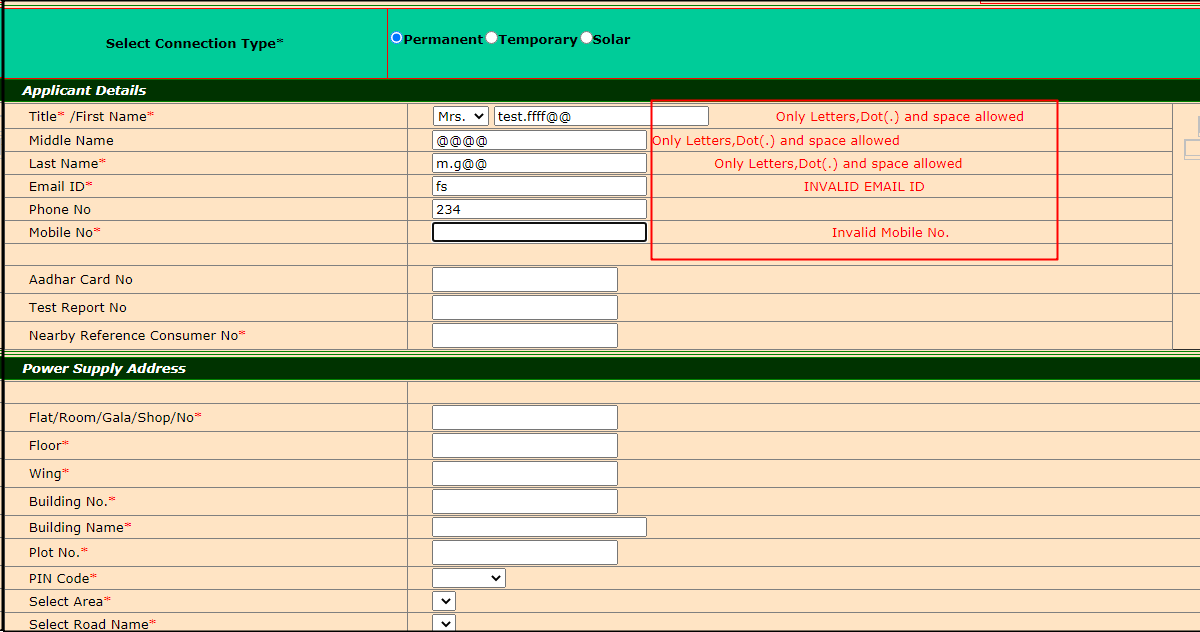 Select Connection Type* Permanent Temporary Solar
Applicant Details
Title* /First Name* Mrs. test.ffff@@ Only Letters,Dot(.) and space allowed
Middle Name @@@@ Only Letters,Dot(.) and space allowed
Last Name* m.g@@ Only Letters,Dot(.) and space allowed
Email ID* fs INVALID EMAIL ID
Phone No 234
Mobile No* Invalid Mobile No.
Aadhar Card No
Test Report No
Nearby Reference Consumer No*
Power Supply Address
Flat/Room/Gala/Shop/No*
Floor*
Wing*
Building No.*
Building Name*
Plot No.*
PIN Code*
Select Area*
Select Road Name*